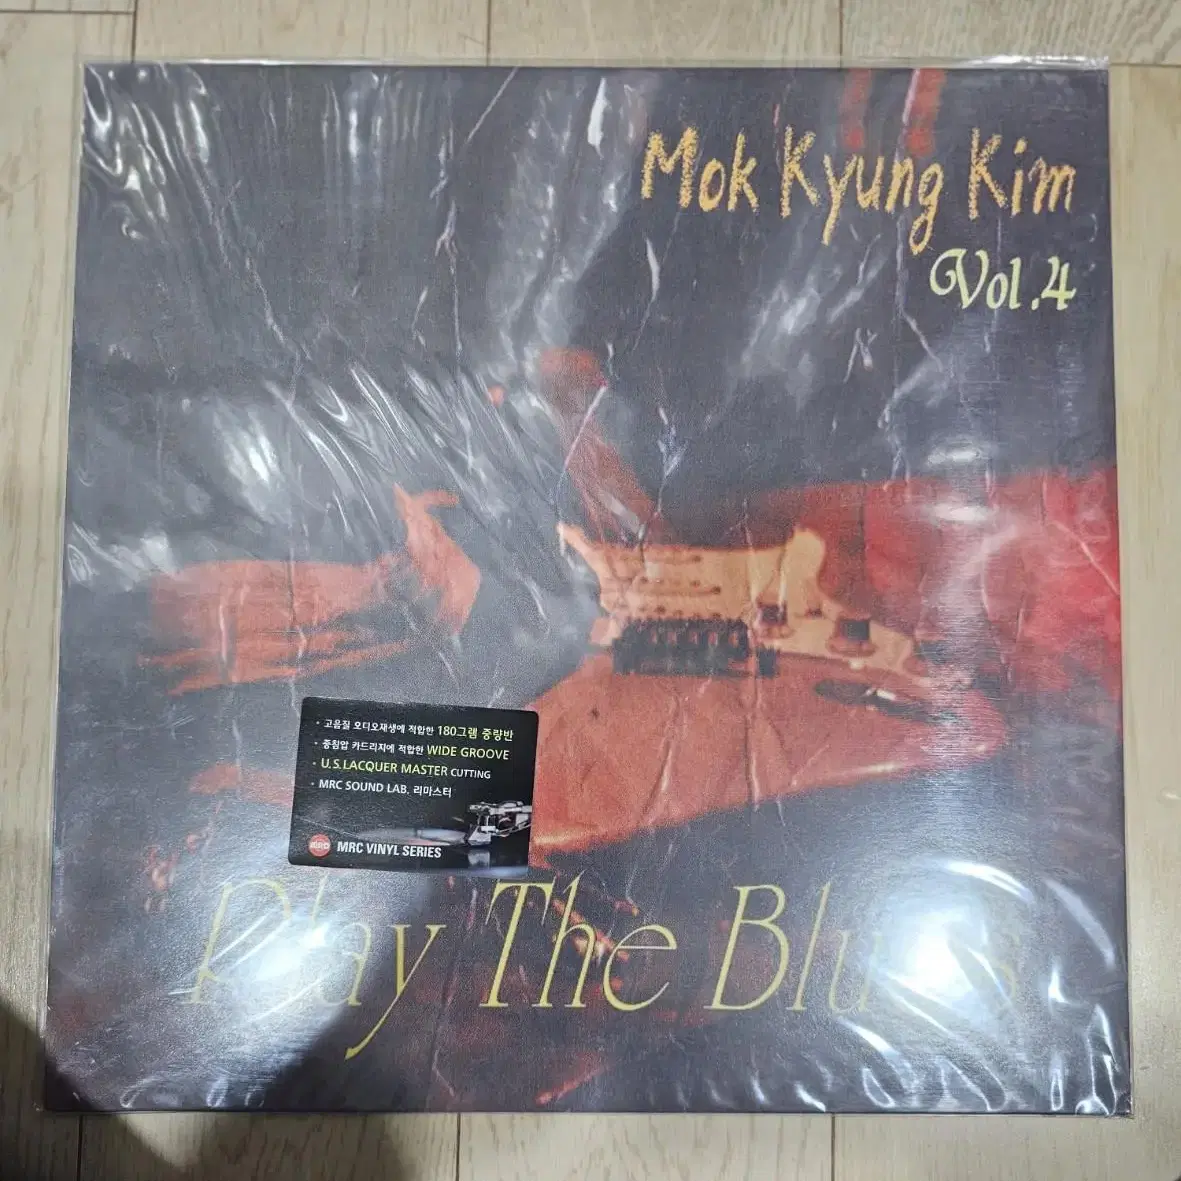 Mok Kyung Kim
Vol.4
· 고음질 오디오재생에 적합한 180그램 중량반
· 중침압 카드리지에 적합한 WIDE GROOVE
· U.S.LACQUER MASTER CUTTING
· MRC SOUND LAB. 리마스터
MRC VINYL SERIES
Play The Blues